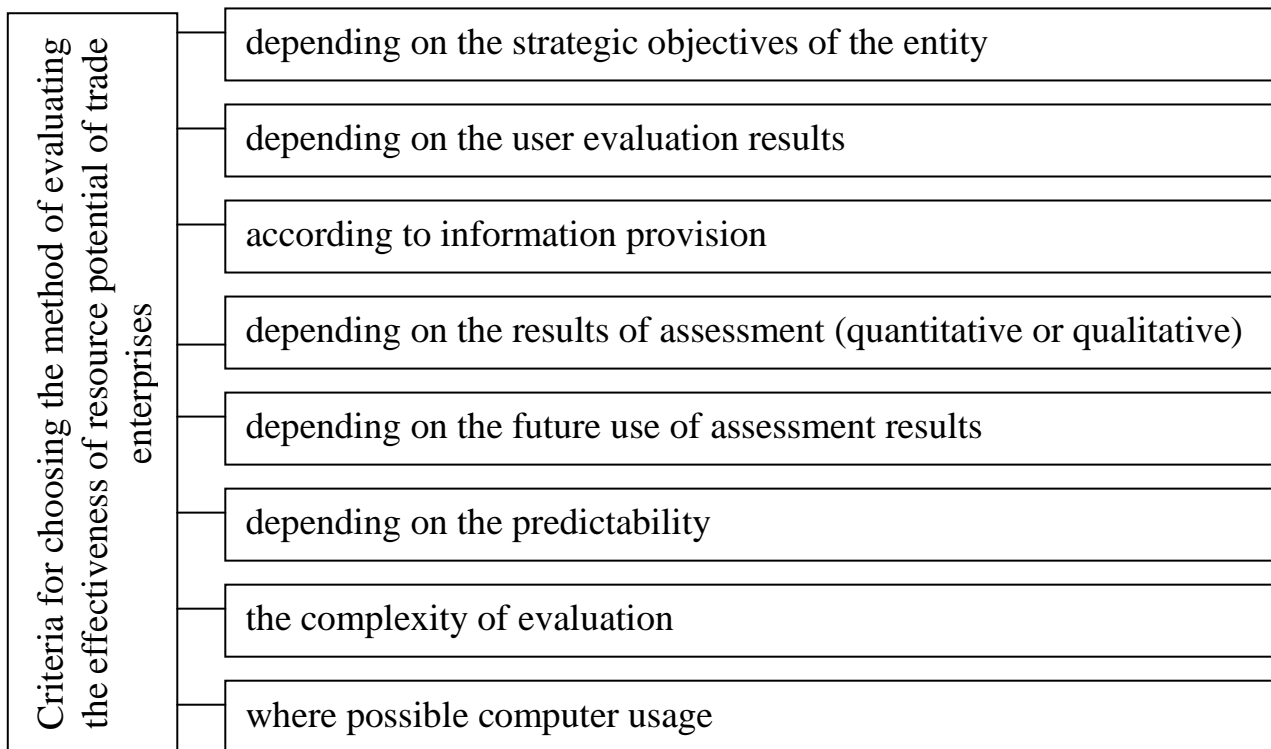 Criteria for choosing the method of evaluating
the effectiveness of resource potential of trade
enterprises
depending on the strategic objectives of the entity
depending on the user evaluation results
according to information provision
depending on the results of assessment (quantitative or qualitative)
depending on the future use of assessment results
depending on the predictability
the complexity of evaluation
where possible computer usage